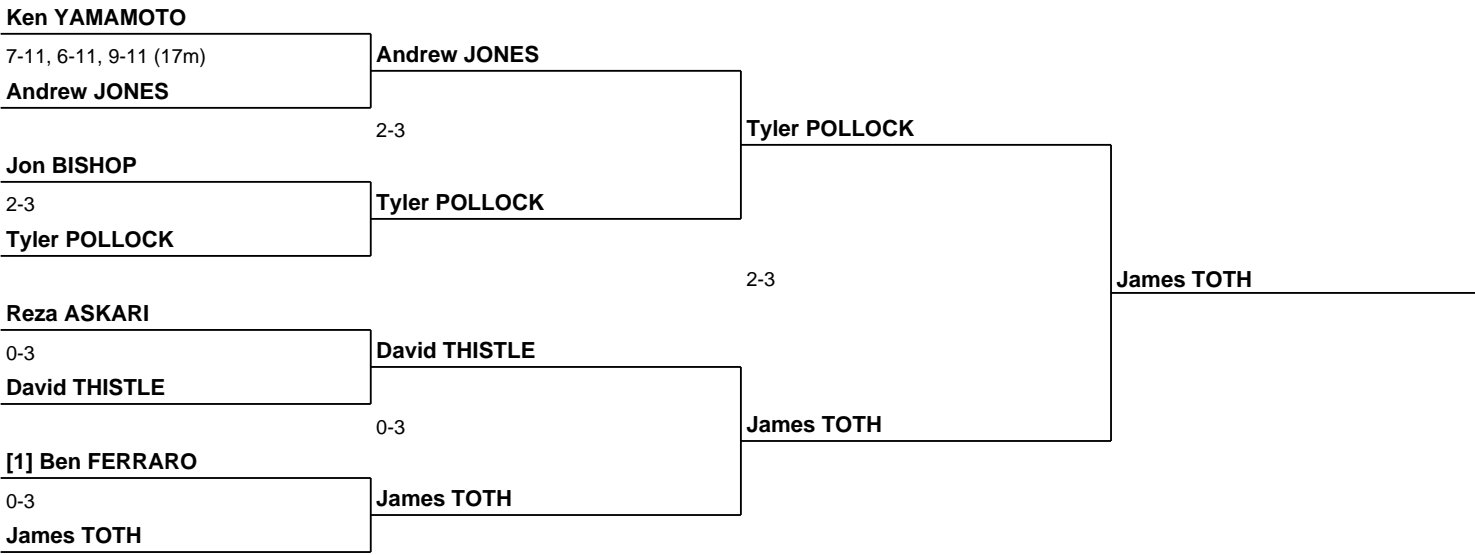 Ken YAMAMOTO
7-11, 6-11, 9-11 (17m)
Andrew JONES
Andrew JONES
2-3
Tyler POLLOCK
Jon BISHOP
2-3
Tyler POLLOCK
Tyler POLLOCK
2-3
James TOTH
Reza ASKARI
0-3
David THISTLE
David THISTLE
0-3
James TOTH
[1] Ben FERRARO
0-3
James TOTH
James TOTH